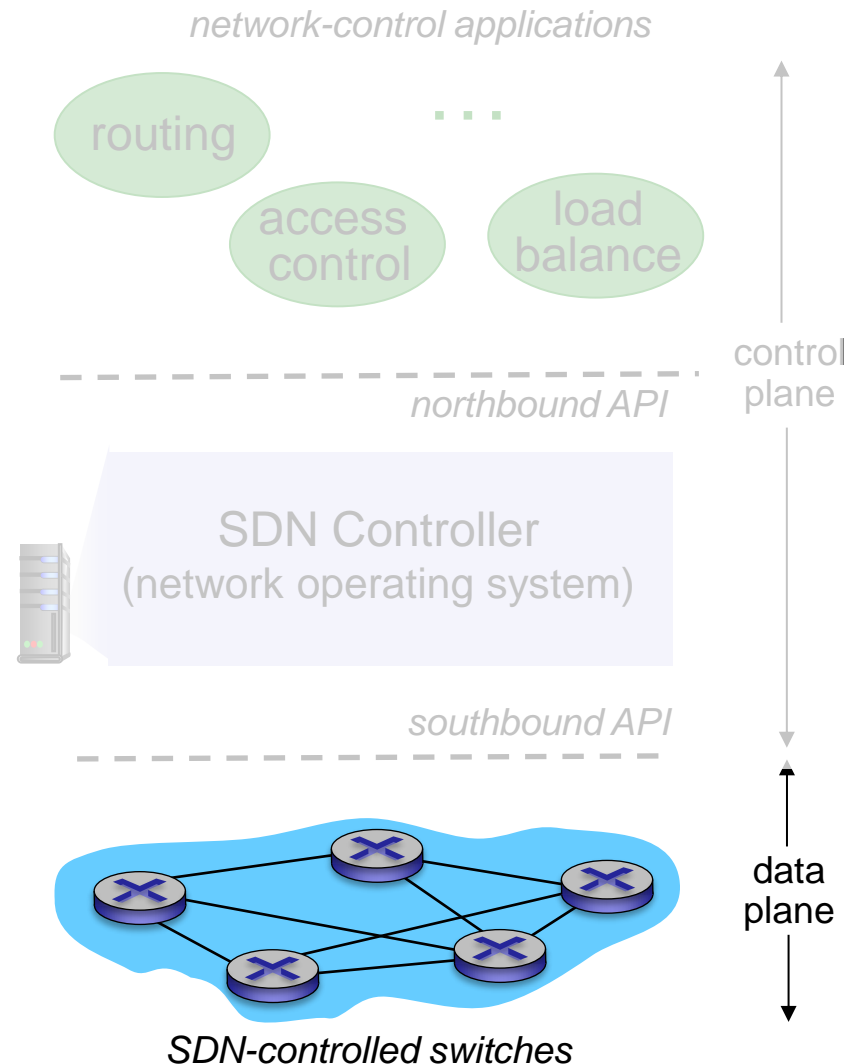 network-control applications
routing
...
access
control
load
balance
control
plane
northbound API
SDN Controller
(network operating system)
southbound API
data
plane
SDN-controlled switches